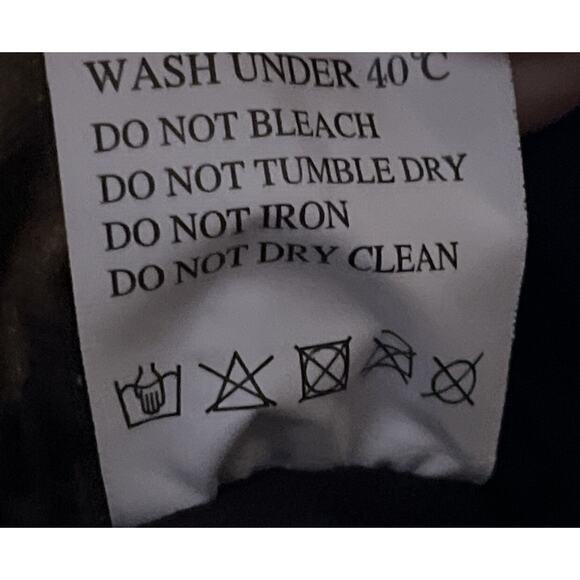 WASH UNDER 40°C
DO NOT BLEACH
DO NOT TUMBLE DRY
DO NOT IRON
DO NOT DRY CLEAN